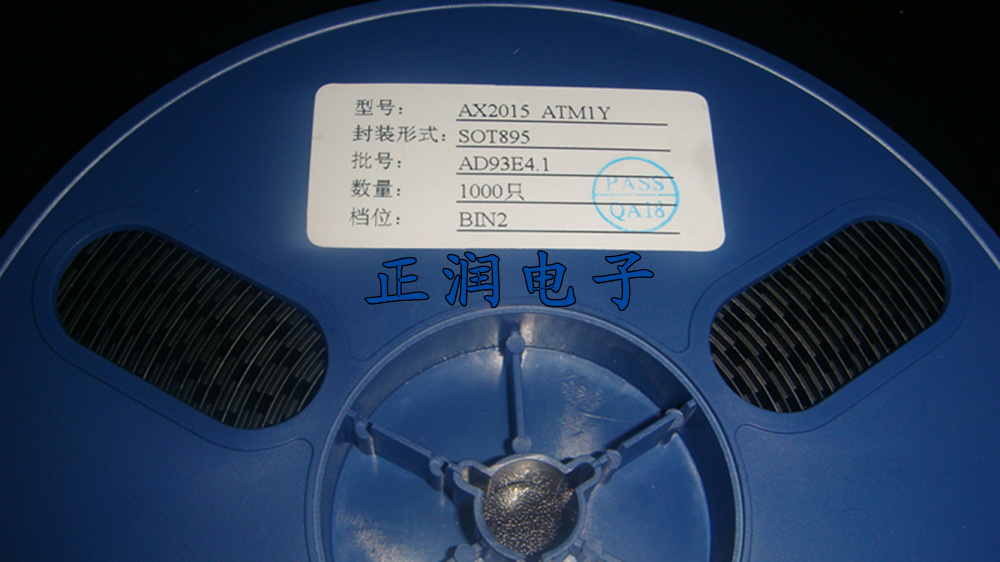 型号： AX2015 ATM1Y
封装形式：SOT895
批号： AD93E4.1
数量： 1000只
档位： BIN2
PASS
QA18
正润电子